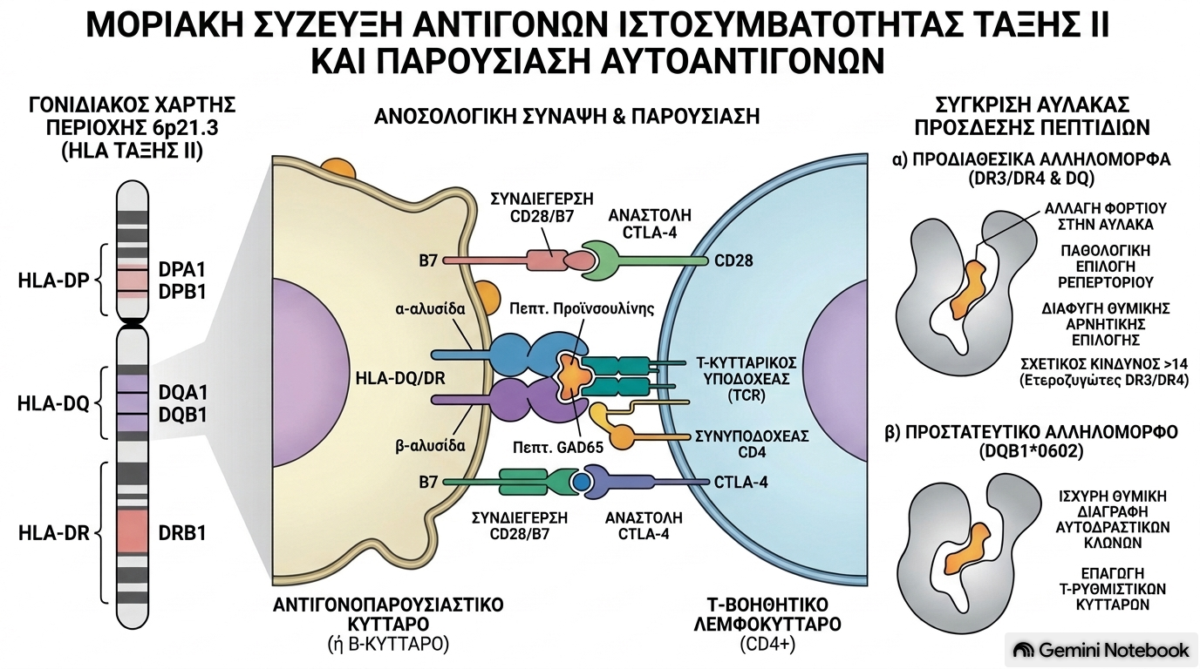 ΜΟΡΙΑΚΗ ΣΥΖΕΥΞΗ ΑΝΤΙΓΟΝΩΝ ΙΣΤΟΣΥΜΒΑΤΟΤΗΤΑΣ ΤΑΞΗΣ ΙΙ
ΚΑΙ ΠΑΡΟΥΣΙΑΣΗ ΑΥΤΟΑΝΤΙΓΟΝΩΝ
ΓΟΝΙΔΙΑΚΟΣ ΧΑΡΤΗΣ
ΠΕΡΙΟΧΗΣ 6p21.3
(HLA ΤΑΞΗΣ ΙΙ)
HLA-DP
DPA1
DPB1
HLA-DQ
DQA1
DQB1
HLA-DR
DRB1
ΑΝΟΣΟΛΟΓΙΚΗ ΣΥΝΑΨΗ & ΠΑΡΟΥΣΙΑΣΗ
ΣΥΝΔΙΕΓΕΡΣΗ
CD28/B7
ΑΝΑΣΤΟΛΗ
CTLA-4
B7
CD28
α-αλυσίδα
Πεπτ. Προϊνσουλίνης
HLA-DQ/DR
Τ-ΚΥΤΤΑΡΙΚΟΣ
ΥΠΟΔΟΧΕΑΣ
(TCR)
β-αλυσίδα
Πεπτ. GAD65
ΣΥΝΥΠΟΔΟΧΕΑΣ
CD4
B7
CTLA-4
ΣΥΝΔΙΕΓΕΡΣΗ
CD28/B7
ΑΝΑΣΤΟΛΗ
CTLA-4
ΑΝΤΙΓΟΝΟΠΑΡΟΥΣΙΑΣΤΙΚΟ
ΚΥΤΤΑΡΟ
(ή Β-ΚΥΤΤΑΡΟ)
Τ-ΒΟΗΘΗΤΙΚΟ
ΛΕΜΦΟΚΥΤΤΑΡΟ
(CD4+)
ΣΥΓΚΡΙΣΗ ΑΥΛΑΚΑΣ
ΠΡΟΣΔΕΣΗΣ ΠΕΠΤΙΔΙΩΝ
α) ΠΡΟΔΙΑΘΕΣΙΚΑ ΑΛΛΗΛΟΜΟΡΦΑ
(DR3/DR4 & DQ)
ΑΛΛΑΓΗ ΦΟΡΤΙΟΥ
ΣΤΗΝ ΑΥΛΑΚΑ
ΠΑΘΟΛΟΓΙΚΗ
ΕΠΙΛΟΓΗ
ΡΕΠΕΡΤΟΡΙΟΥ
ΔΙΑΦΥΓΗ ΘΥΜΙΚΗΣ
ΑΡΝΗΤΙΚΗΣ
ΕΠΙΛΟΓΗΣ
ΣΧΕΤΙΚΟΣ ΚΙΝΔΥΝΟΣ >14
(Ετεροζυγώτες DR3/DR4)
β) ΠΡΟΣΤΑΤΕΥΤΙΚΟ ΑΛΛΗΛΟΜΟΡΦΟ
(DQB1*0602)
ΙΣΧΥΡΗ ΘΥΜΙΚΗ
ΔΙΑΓΡΑΦΗ
ΑΥΤΟΔΡΑΣΤΙΚΩΝ
ΚΛΩΝΩΝ
ΕΠΑΓΩΓΗ
Τ-ΡΥΘΜΙΣΤΙΚΩΝ
ΚΥΤΤΑΡΩΝ
Gemini Notebook